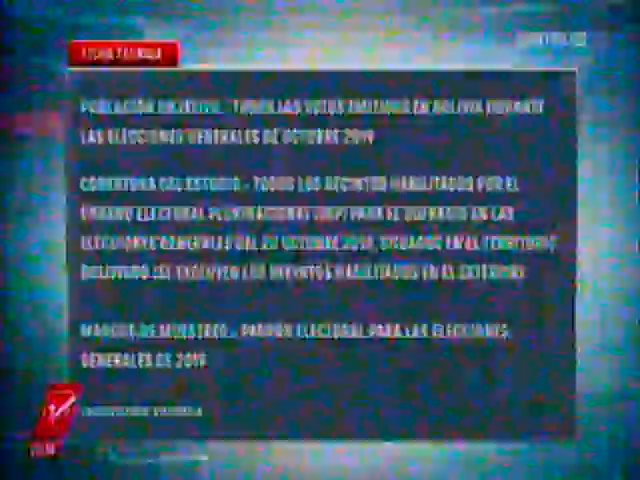 FICHA TÉCNICA
POBLACIÓN OBJETIVO.- TODOS LOS VOTOS EMITIDOS EN BOLIVIA DURANTE
LAS ELECCIONES GENERALES DE OCTUBRE 2019
COBERTURA DEL ESTUDIO.- TODOS LOS RECINTOS HABILITADOS POR EL
ÓRGANO ELECTORAL PLURINACIONAL (OEP) PARA EL SUFRAGIO EN LAS
ELECCIONES GENERALES DEL 20 OCTUBRE 2019, SITUADOS EN EL TERRITORIO
BOLIVIANO. SE EXCLUYEN LOS RECINTOS HABILITADOS EN EL EXTERIOR
MARCO DE MUESTREO.- PADRÓN ELECTORAL PARA LAS ELECCIONES
GENERALES DE 2019